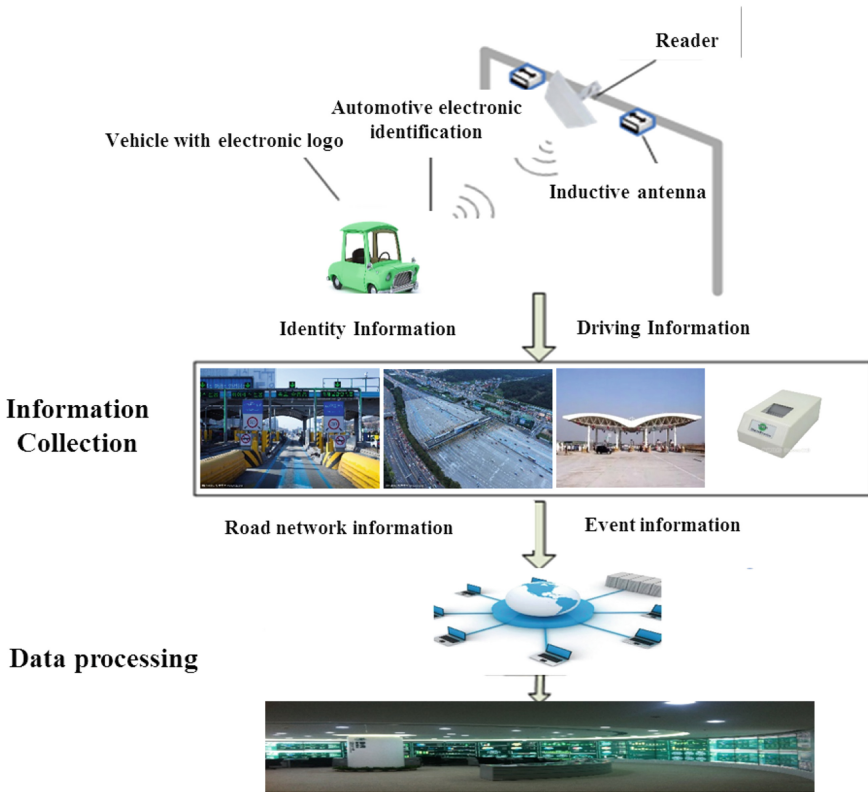 Reader
Automotive electronic
identification
Vehicle with electronic logo
Inductive antenna
Identity Information
Driving Information
Information
Collection
Road network information
Event information
Data processing